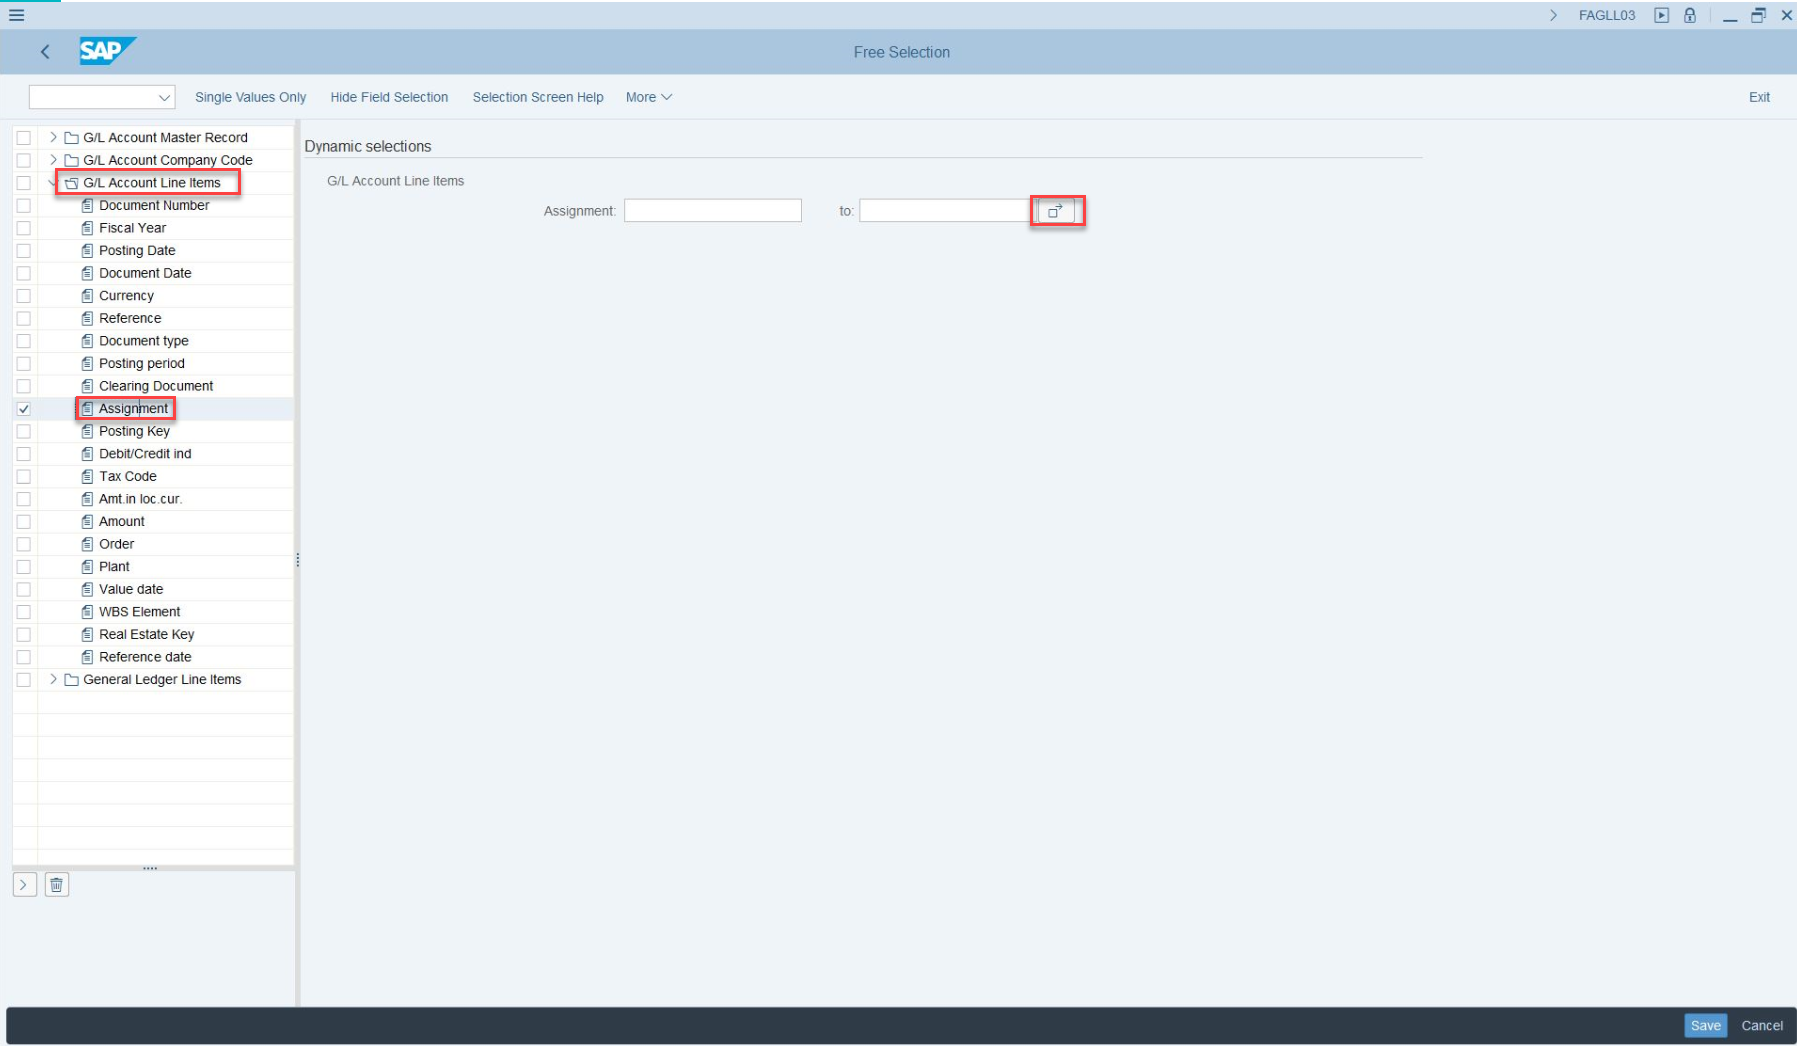 FAGLL03
SAP
Free Selection
Single Values Only Hide Field Selection Selection Screen Help More Exit
G/L Account Master Record
G/L Account Company Code
G/L Account Line Items
Document Number
Fiscal Year
Posting Date
Document Date
Currency
Reference
Document type
Posting period
Clearing Document
Assignment
Posting Key
Debit/Credit ind
Tax Code
Amt.in loc.cur.
Amount
Order
Plant
Value date
WBS Element
Real Estate Key
Reference date
General Ledger Line Items
Dynamic selections
G/L Account Line Items
Assignment: to:
Save Cancel